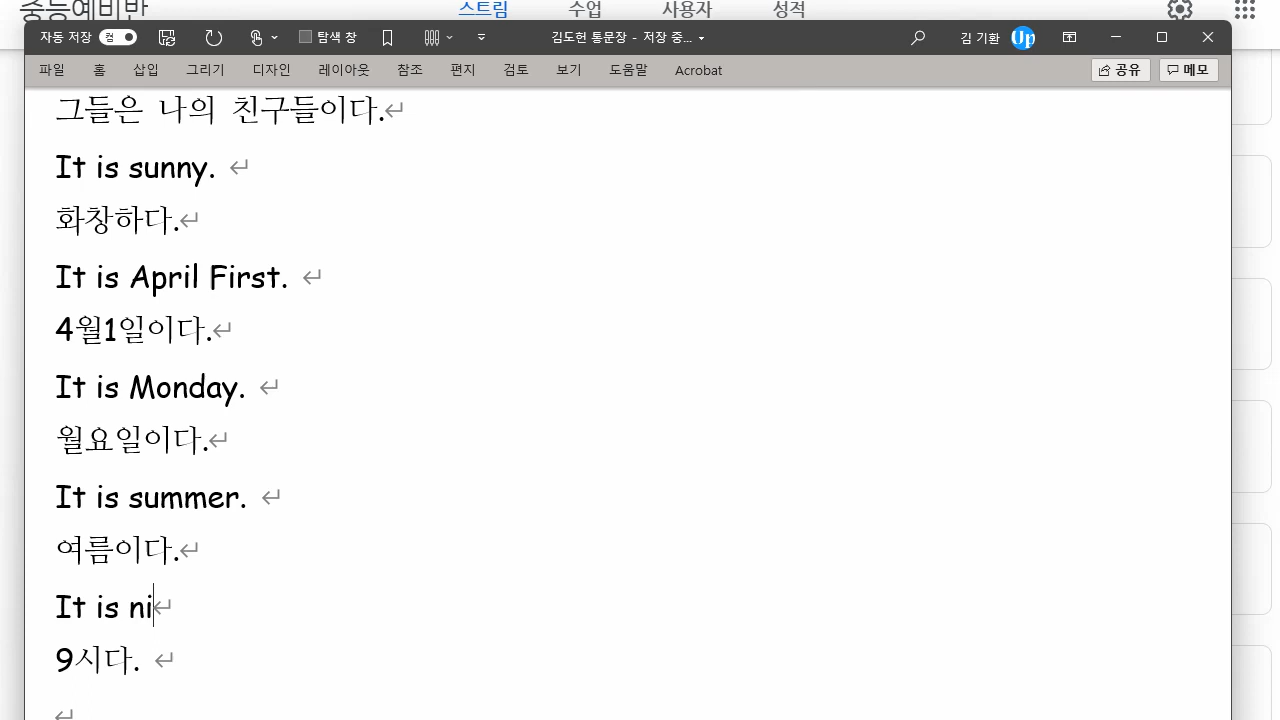 중등예비반 스트림 수업 사용자 성적
자동 저장 컴 탐색 창 김도헌 통문장 - 저장 중... 김 기환 Up
파일 홈 삽입 그리기 디자인 레이아웃 참조 편지 검토 보기 도움말 Acrobat 공유 메모
그들은 나의 친구들이다.
It is sunny.
화창하다.
It is April First.
4월1일이다.
It is Monday.
월요일이다.
It is summer.
여름이다.
It is ni
9시다.